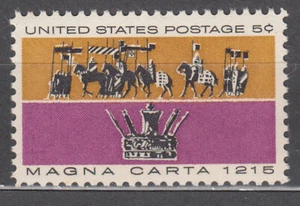 UNITED STATES POSTAGE 5¢
MAGNA CARTA 1215